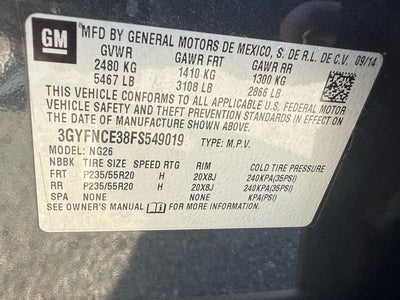 GM
MFD BY GENERAL MOTORS DE MEXICO, S. DE R.L. DE C.V. 09/14
GVWR GAWR FRT GAWR RR
2480 KG 1410 KG 1300 KG
5467 LB 3108 LB 2866 LB
THIS VEHICLE CONFORMS TO ALL APPLICABLE U.S. FEDERAL MOTOR
VEHICLE SAFETY AND THEFT PREVENTION STANDARDS IN EFFECT ON
THE DATE OF MANUFACTURE SHOWN ABOVE.
3GYFNCE38FS549019 TYPE: M.P.V.
MODEL: NG26
NBBK TIRE SIZE SPEED RTG RIM COLD TIRE PRESSURE
FRT P235/55R20 H 20X8J 240KPA(35PSI)
RR P235/55R20 H 20X8J 240KPA(35PSI)
SPA NONE KPA(PSI)
SEE OWNER'S MANUAL FOR MORE INFORMATION.